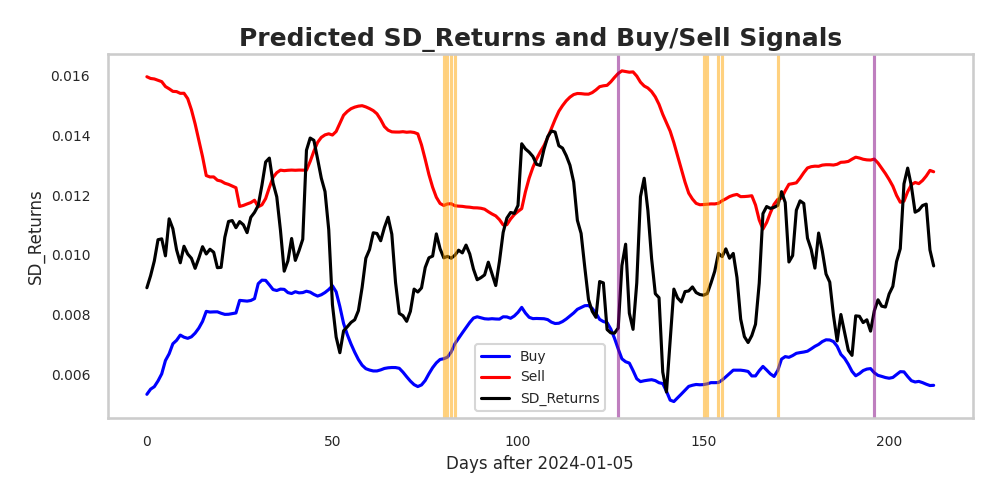 Predicted SD_Returns and Buy/Sell Signals
SD_Returns
0.016
0.014
0.012
0.010
0.008
0.006
Buy
Sell
SD_Returns
0 50 100 150 200
Days after 2024-01-05